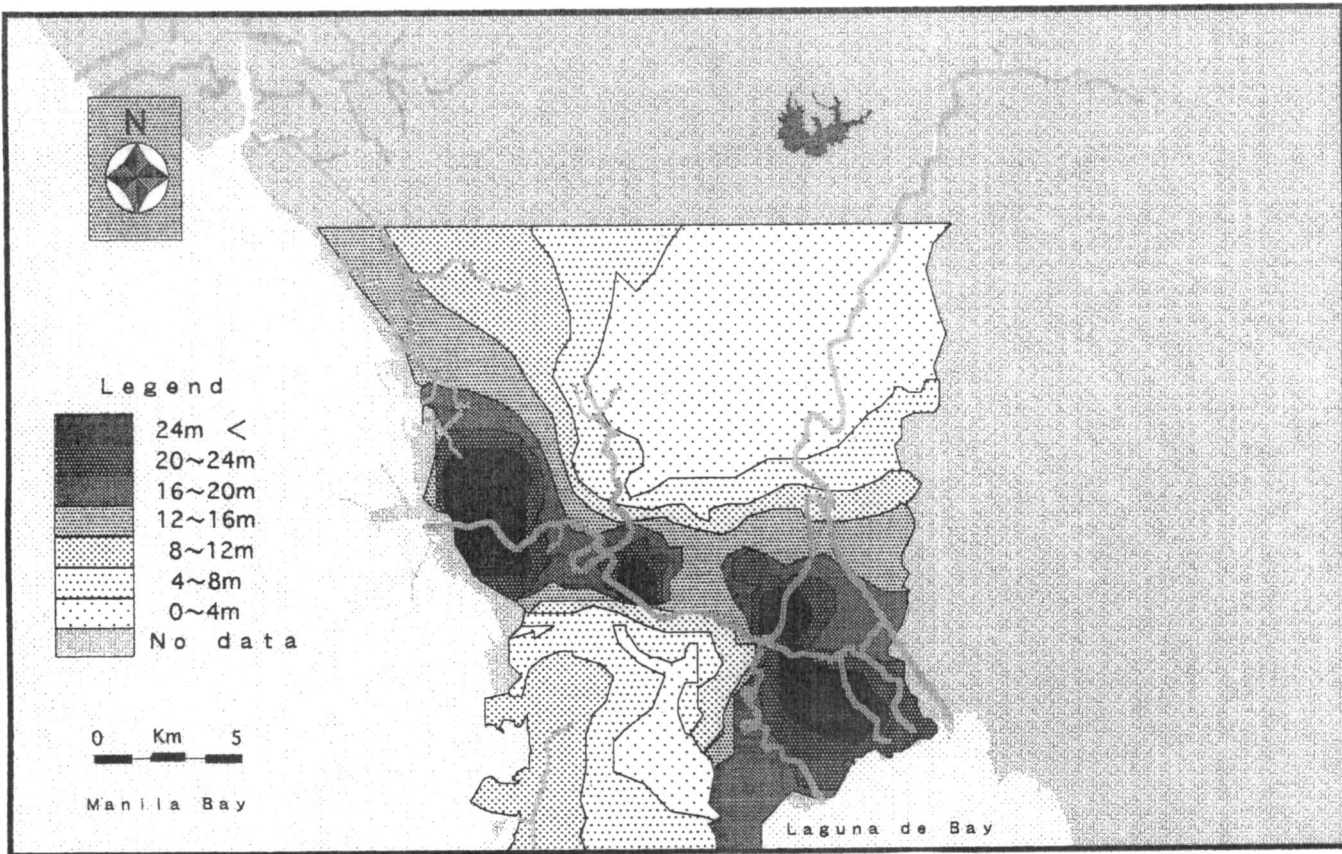 N
Legend
24m <
20~24m
16~20m
12~16m
8~12m
4~8m
0~4m
No data
0 Km 5
Manila Bay
Laguna de Bay